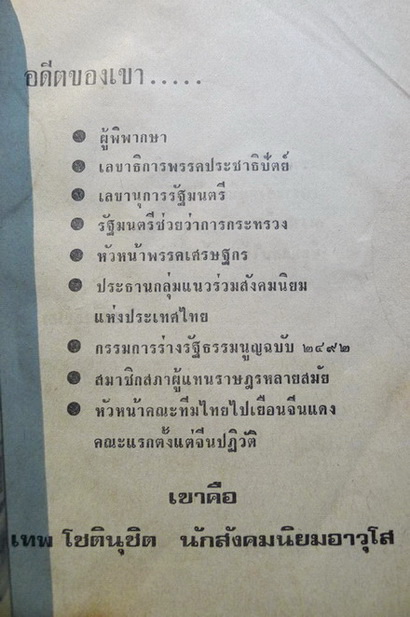 อดีตของเขา.....
ผู้พิพากษา
เลขาธิการพรรคประชาธิปัตย์
เลขานุการรัฐมนตรี
รัฐมนตรีช่วยว่าการกระทรวง
หัวหน้าพรรคเศรษฐกร
ประธานกลุ่มแนวร่วมสังคมนิยม
แห่งประเทศไทย
กรรมการร่างรัฐธรรมนูญฉบับ ๒๔๙๒
สมาชิกสภาผู้แทนราษฎรหลายสมัย
หัวหน้าคณะทีมไทยไปเยือนจีนแดง
คณะแรกตั้งแต่จีนปฏิวัติ
เขาคือ
เทพ โชตินุชิต นักสังคมนิยมอาวุโส